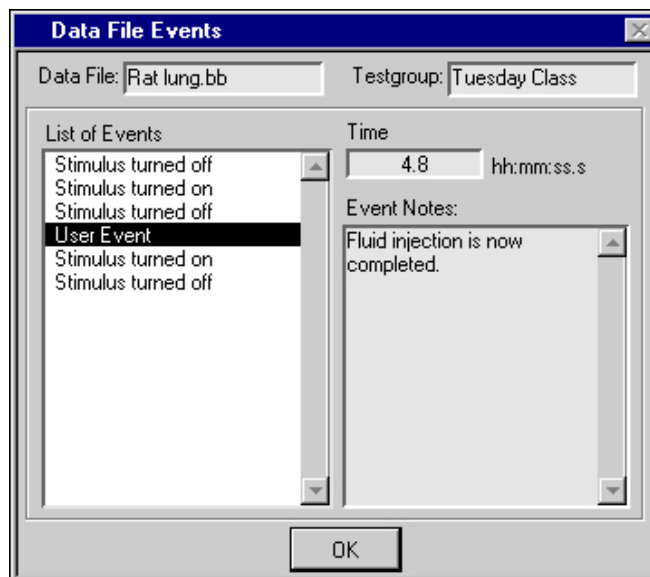 Data File Events
Data File: Rat lung.bb Testgroup: Tuesday Class
List of Events
Stimulus turned off
Stimulus turned on
Stimulus turned off
User Event
Stimulus turned on
Stimulus turned off
Time
4.8 hh:mm:ss.s
Event Notes:
Fluid injection is now
completed.
OK